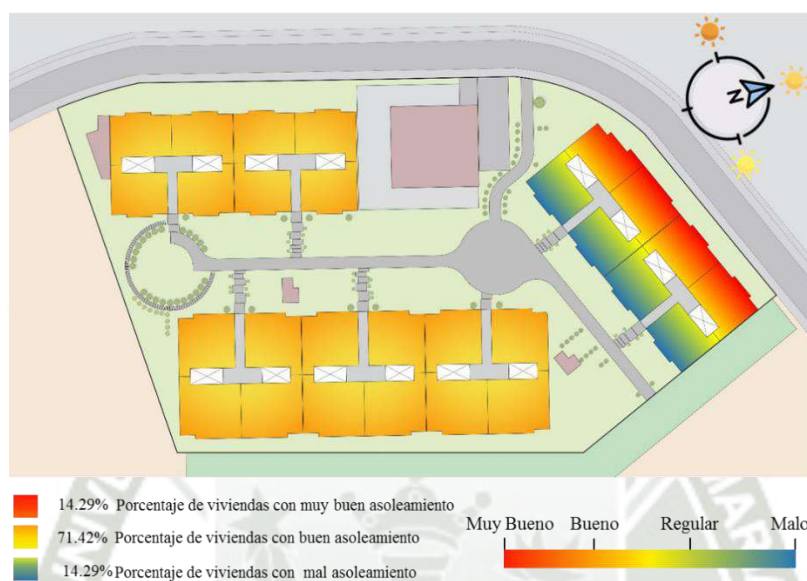 N
14.29% Porcentaje de viviendas con muy buen asoleamiento
71.42% Porcentaje de viviendas con buen asoleamiento
14.29% Porcentaje de viviendas con mal asoleamiento
Muy Bueno Bueno Regular Malo